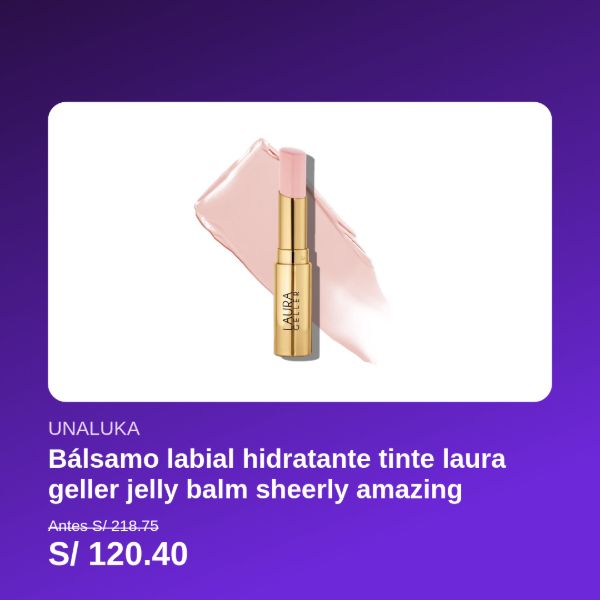 LAURA
GELLER
UNALUKA
Bálsamo labial hidratante tinte laura
geller jelly balm sheerly amazing
Antes S/ 218.75
S/ 120.40